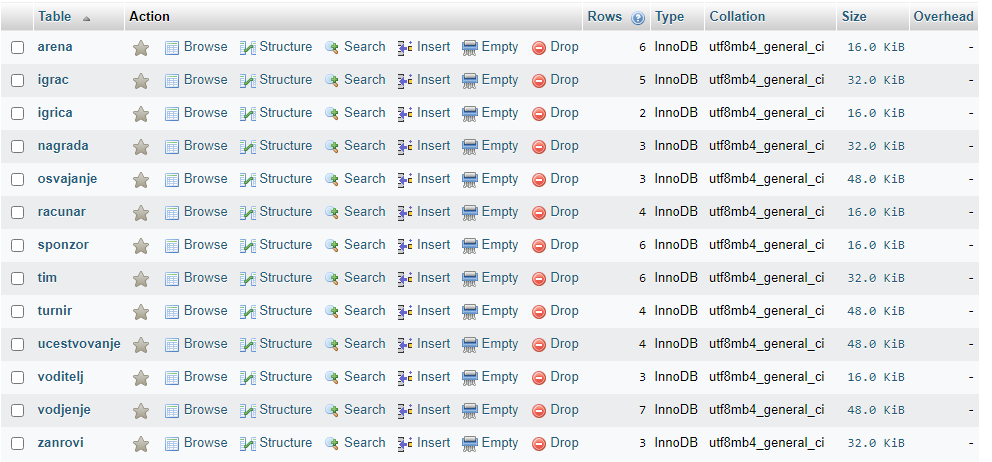 Table Action Rows Type Collation Size Overhead
arena Browse Structure Search Insert Empty Drop 6 InnoDB utf8mb4_general_ci 16.0 KiB -
igrac Browse Structure Search Insert Empty Drop 5 InnoDB utf8mb4_general_ci 32.0 KiB -
igrica Browse Structure Search Insert Empty Drop 2 InnoDB utf8mb4_general_ci 16.0 KiB -
nagrada Browse Structure Search Insert Empty Drop 3 InnoDB utf8mb4_general_ci 32.0 KiB -
osvajanje Browse Structure Search Insert Empty Drop 3 InnoDB utf8mb4_general_ci 48.0 KiB -
racunar Browse Structure Search Insert Empty Drop 4 InnoDB utf8mb4_general_ci 16.0 KiB -
sponzor Browse Structure Search Insert Empty Drop 6 InnoDB utf8mb4_general_ci 16.0 KiB -
tim Browse Structure Search Insert Empty Drop 6 InnoDB utf8mb4_general_ci 32.0 KiB -
turnir Browse Structure Search Insert Empty Drop 4 InnoDB utf8mb4_general_ci 48.0 KiB -
ucestvovanje Browse Structure Search Insert Empty Drop 4 InnoDB utf8mb4_general_ci 48.0 KiB -
voditelj Browse Structure Search Insert Empty Drop 3 InnoDB utf8mb4_general_ci 16.0 KiB -
vodjenje Browse Structure Search Insert Empty Drop 7 InnoDB utf8mb4_general_ci 48.0 KiB -
zanrovi Browse Structure Search Insert Empty Drop 3 InnoDB utf8mb4_general_ci 32.0 KiB -